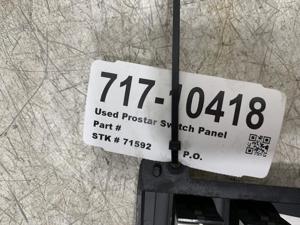 717-10418
Used Prostar Switch Panel
Part #
STK # 71592
P.O.